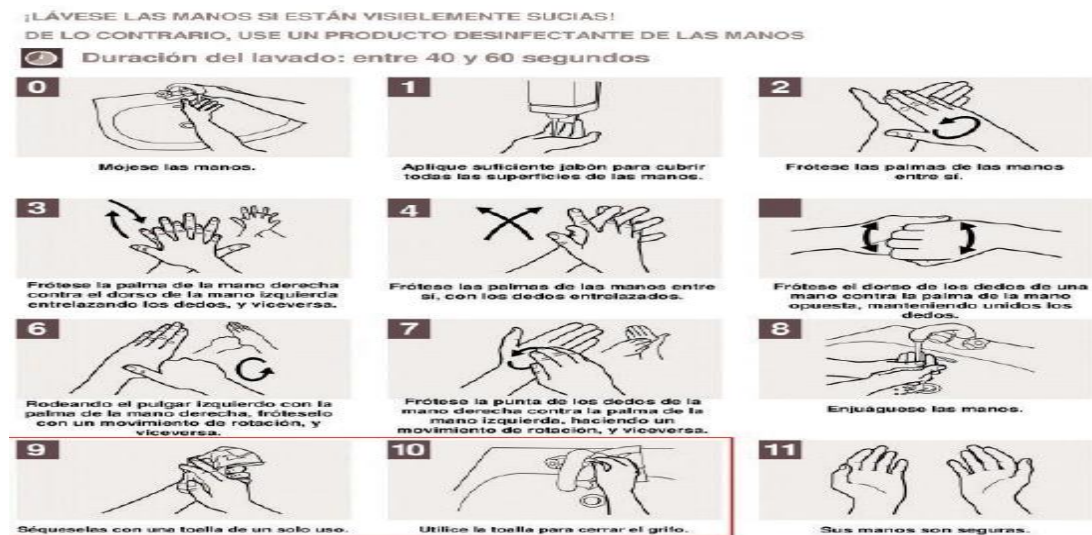 ¡LÁVESE LAS MANOS SI ESTÁN VISIBLEMENTE SUCIAS!
DE LO CONTRARIO, USE UN PRODUCTO DESINFECTANTE DE LAS MANOS
Duración del lavado: entre 40 y 60 segundos
0
Mójese las manos.
1
Aplique suficiente jabón para cubrir
todas las superficies de las manos.
2
Frótese las palmas de las manos
entre sí.
3
Frótese la palma de la mano derecha
contra el dorso de la mano izquierda
entrelazando los dedos, y viceversa.
4
Frótese las palmas de las manos entre
sí, con los dedos entrelazados.
Frótese el dorso de los dedos de una
mano contra la palma de la mano
opuesta, manteniendo unidos los
dedos.
6
Rodeando el pulgar izquierdo con la
palma de la mano derecha, fróteselo
con un movimiento de rotación, y
viceversa.
7
Frótese la punta de los dedos de la
mano derecha contra la palma de la
mano izquierda, haciendo un
movimiento de rotación, y viceversa.
8
Enjuáguese las manos.
9
Séqueselas con una toalla de un solo uso.
10
Utilice la toalla para cerrar el grifo.
11
Sus manos son seguras.